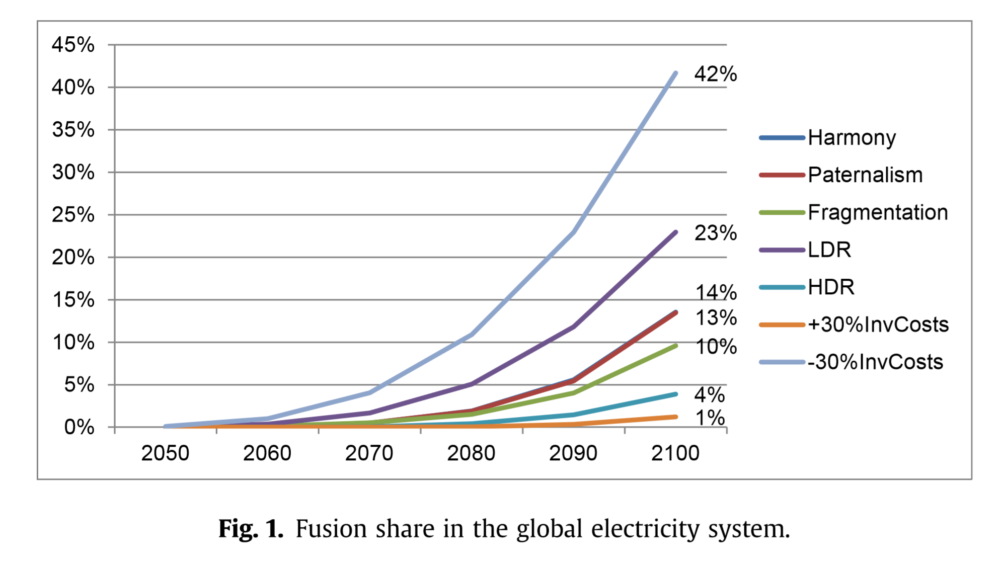 45%
40%
35%
30%
25%
20%
15%
10%
5%
0%
2050 2060 2070 2080 2090 2100
42%
23%
14%
13%
10%
4%
1%
Harmony
Paternalism
Fragmentation
LDR
HDR
+30%InvCosts
-30%InvCosts
Fig. 1. Fusion share in the global electricity system.